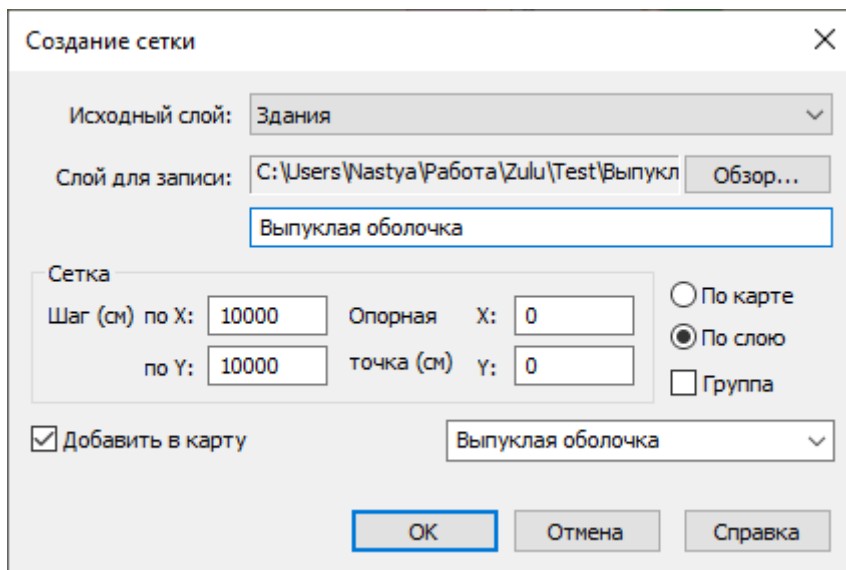 Создание сетки
Исходный слой: Здания
Слой для записи: C:\Users\Nastya\Работа\Zulu\Test\Выпукл Обзор...
Выпуклая оболочка
Сетка
Шаг (см) по X: 10000 Опорная X: 0 По карте
По слою
по Y: 10000 точка (см) Y: 0
Группа
Добавить в карту Выпуклая оболочка
OK Отмена Справка